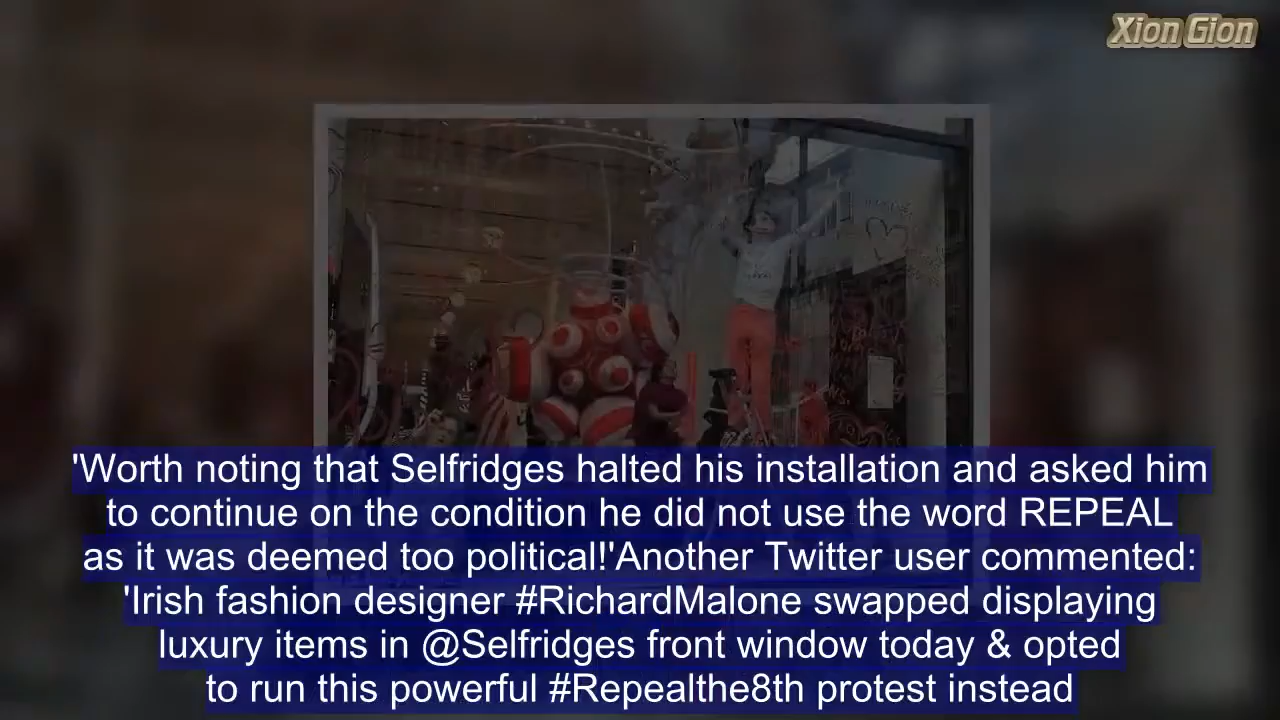 Xion Gion
'Worth noting that Selfridges halted his installation and asked him
to continue on the condition he did not use the word REPEAL
as it was deemed too political!'Another Twitter user commented:
'Irish fashion designer #RichardMalone swapped displaying
luxury items in @Selfridges front window today & opted
to run this powerful #Repealthe8th protest instead